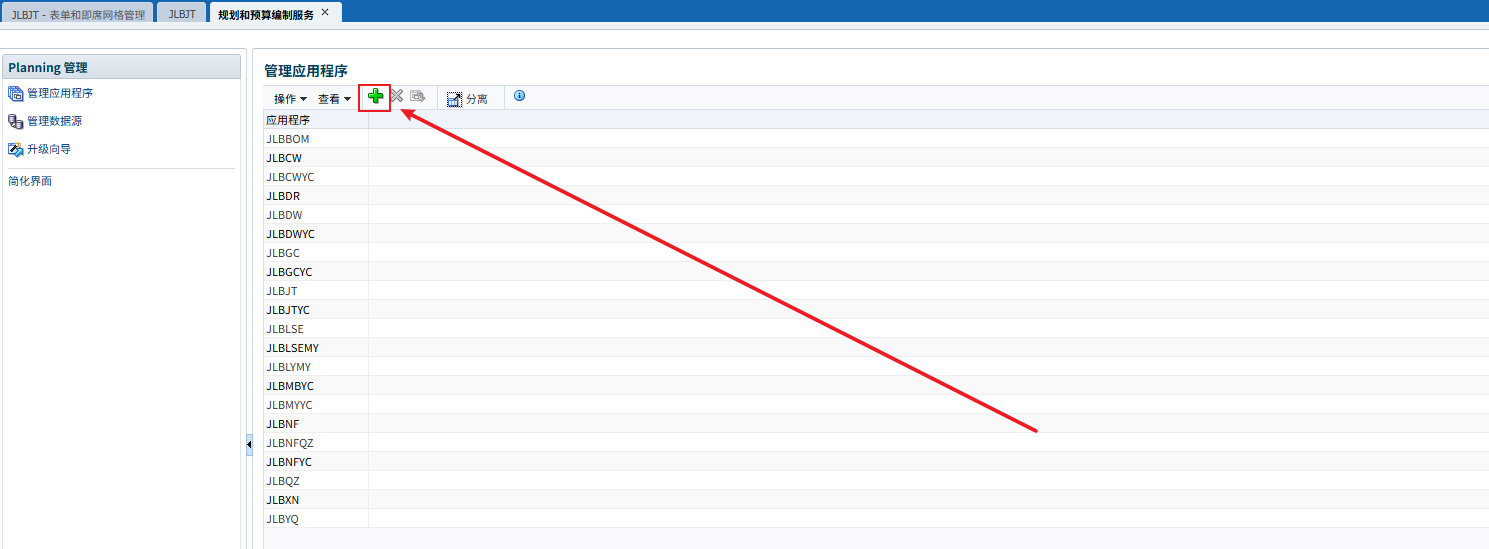 JLBJT - 表单和即席网格管理 JLBJT 规划和预算编制服务
Planning 管理
管理应用程序
管理数据源
升级向导
简化界面
管理应用程序
操作 查看 分离
应用程序
JLBBOM
JLBCW
JLBCWYC
JLBDR
JLBDW
JLBDWYC
JLBGC
JLBGCYC
JLBJT
JLBJTYC
JLBLSE
JLBLSEMY
JLBLYMY
JLBMBYC
JLBMYYC
JLBNF
JLBNFQZ
JLBNFYC
JLBQZ
JLBXN
JLBYQ